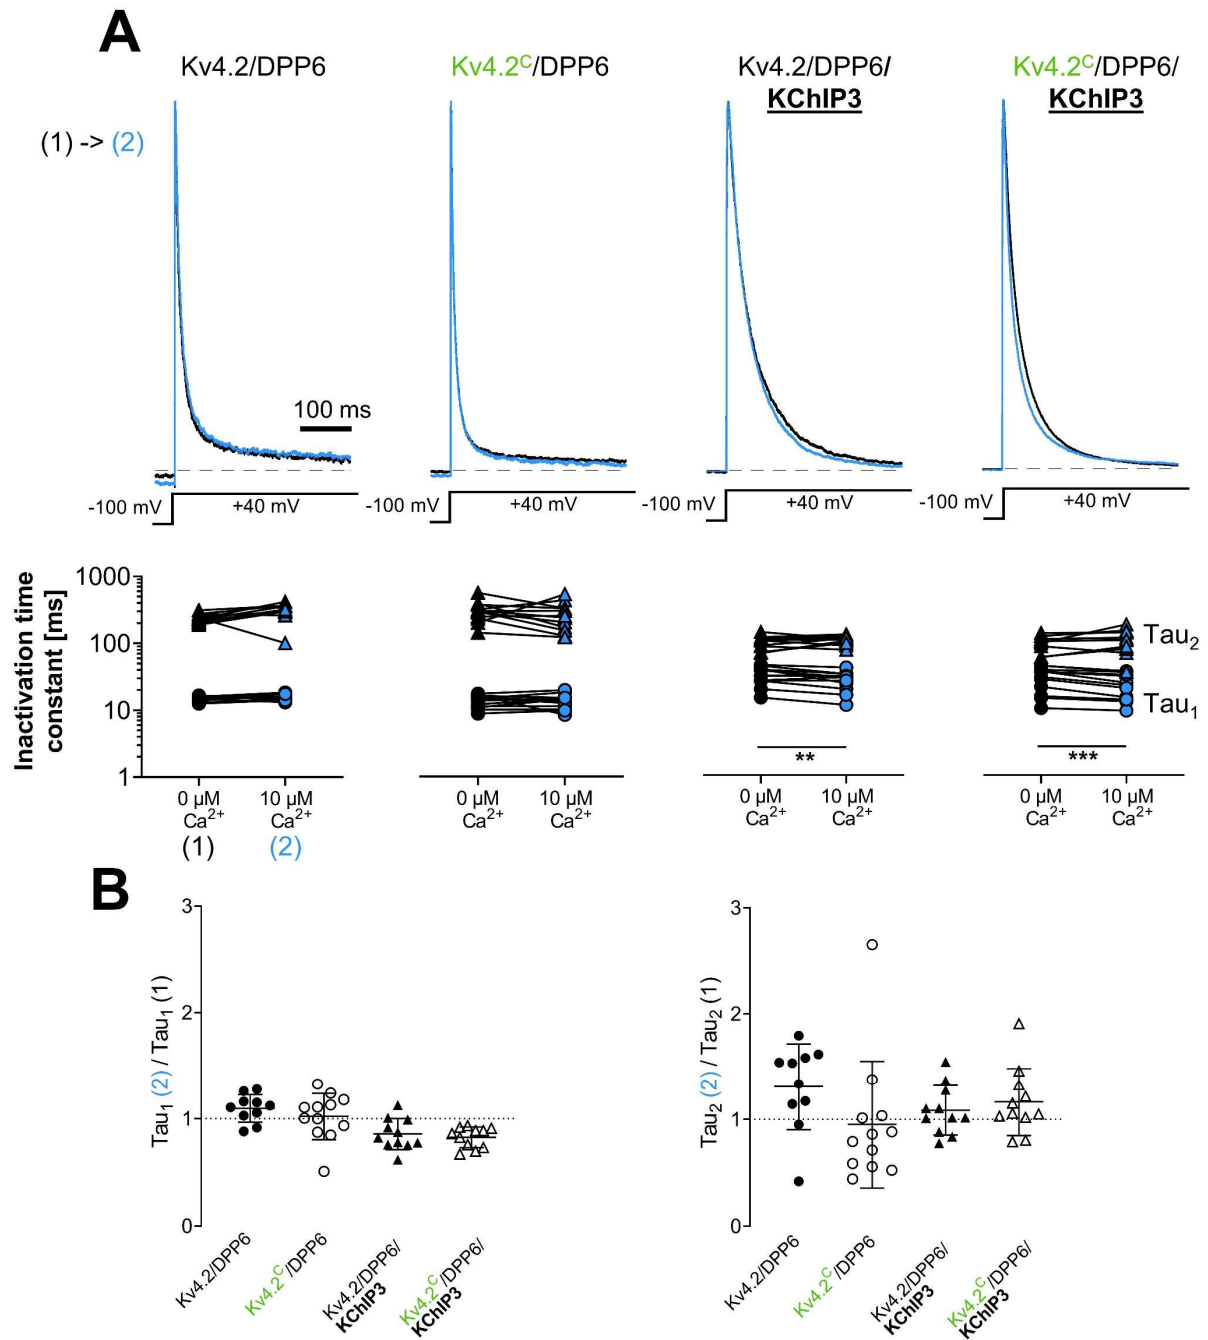 A
Kv4.2/DPP6
Kv4.2ᶜ/DPP6
Kv4.2/DPP6/
KChIP3
Kv4.2ᶜ/DPP6/
KChIP3
(1) -> (2)
100 ms
-100 mV
+40 mV
-100 mV
+40 mV
-100 mV
+40 mV
-100 mV
+40 mV
Inactivation time
constant [ms]
1000
100
10
1
Tau₂
Tau₁
**
***
0 µM
Ca²⁺
(1)
10 µM
Ca²⁺
(2)
0 µM
Ca²⁺
10 µM
Ca²⁺
0 µM
Ca²⁺
10 µM
Ca²⁺
0 µM
Ca²⁺
10 µM
Ca²⁺
B
Tau₁ (2) / Tau₁ (1)
3
2
1
0
Kv4.2/DPP6
Kv4.2ᶜ/DPP6
Kv4.2/DPP6/
KChIP3
Kv4.2ᶜ/DPP6/
KChIP3
Tau₂ (2) / Tau₂ (1)
3
2
1
0
Kv4.2/DPP6
Kv4.2ᶜ/DPP6
Kv4.2/DPP6/
KChIP3
Kv4.2ᶜ/DPP6/
KChIP3